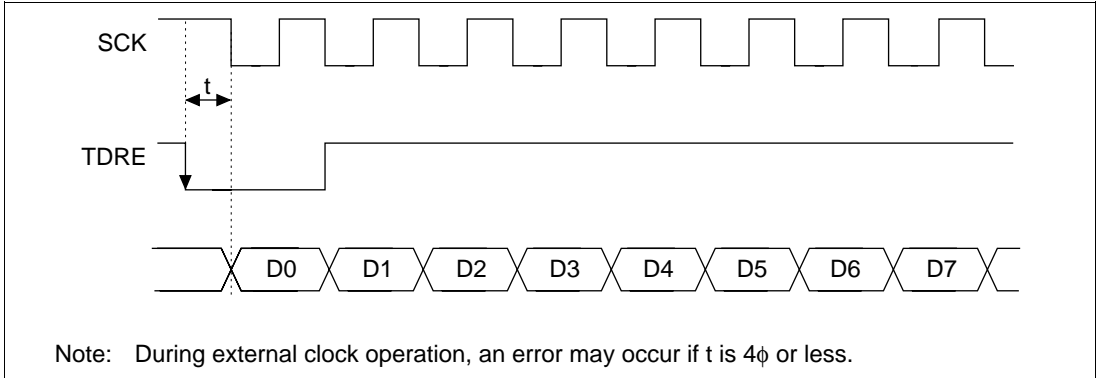 SCK
t
TDRE
D0 D1 D2 D3 D4 D5 D6 D7
Note: During external clock operation, an error may occur if t is 4ϕ or less.